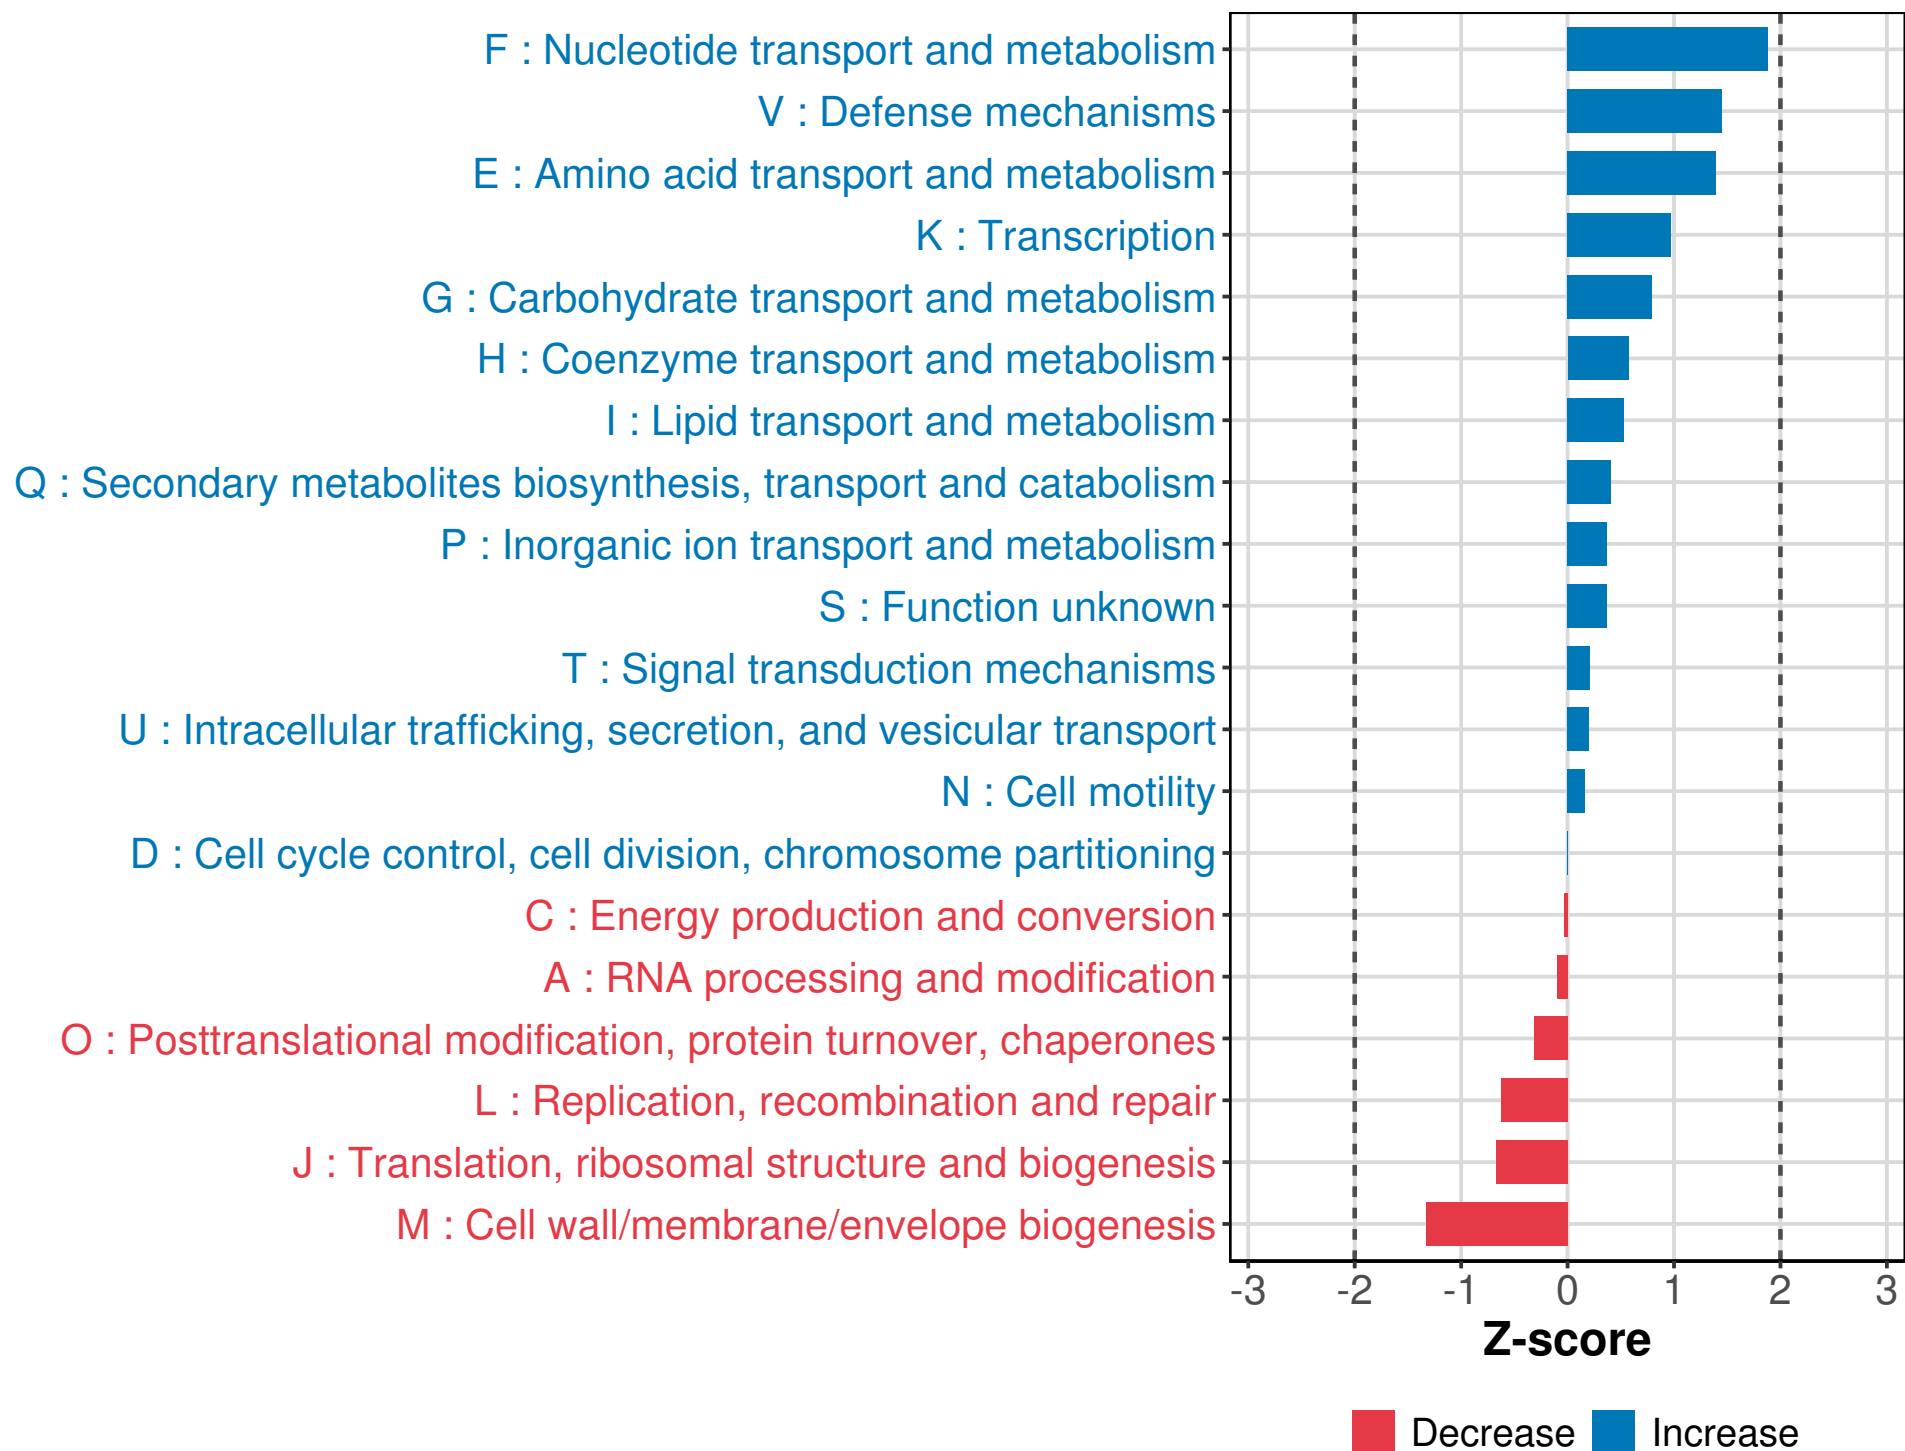 F : Nucleotide transport and metabolism
V : Defense mechanisms
E : Amino acid transport and metabolism
K : Transcription
G : Carbohydrate transport and metabolism
H : Coenzyme transport and metabolism
I : Lipid transport and metabolism
Q : Secondary metabolites biosynthesis, transport and catabolism
P : Inorganic ion transport and metabolism
S : Function unknown
T : Signal transduction mechanisms
U : Intracellular trafficking, secretion, and vesicular transport
N : Cell motility
D : Cell cycle control, cell division, chromosome partitioning
C : Energy production and conversion
A : RNA processing and modification
O : Posttranslational modification, protein turnover, chaperones
L : Replication, recombination and repair
J : Translation, ribosomal structure and biogenesis
M : Cell wall/membrane/envelope biogenesis
-3 -2 -1 0 1 2 3
Z-score
Decrease Increase